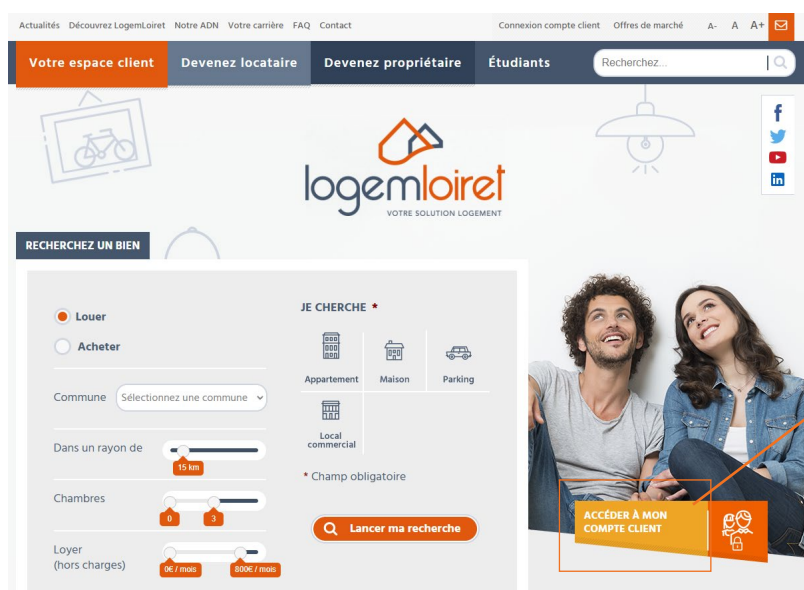 Actualités Découvrez LogemLoiret Notre ADN Votre carrière FAQ Contact Connexion compte client Offres de marché A- A A+
Votre espace client Devenez locataire Devenez propriétaire Étudiants Recherchez...
logemloiret
VOTRE SOLUTION LOGEMENT
RECHERCHEZ UN BIEN
Louer
Acheter
Commune Sélectionnez une commune
Dans un rayon de
15 km
Chambres
0 3
Loyer
(hors charges)
0€ / mois 800€ / mois
JE CHERCHE *
Appartement Maison Parking
Local
commercial
* Champ obligatoire
Lancer ma recherche
ACCÉDER À MON
COMPTE CLIENT